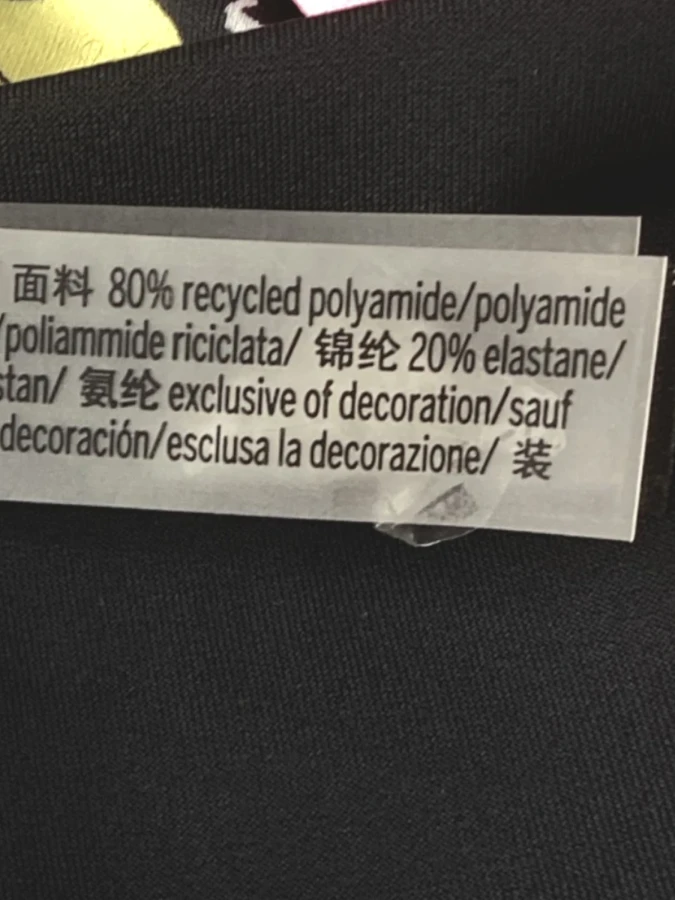 面料 80% recycled polyamide/polyamide
/poliammide riciclata/ 锦纶 20% elastane/
stan/ 氨纶 exclusive of decoration/sauf
decoración/esclusa la decorazione/ 装